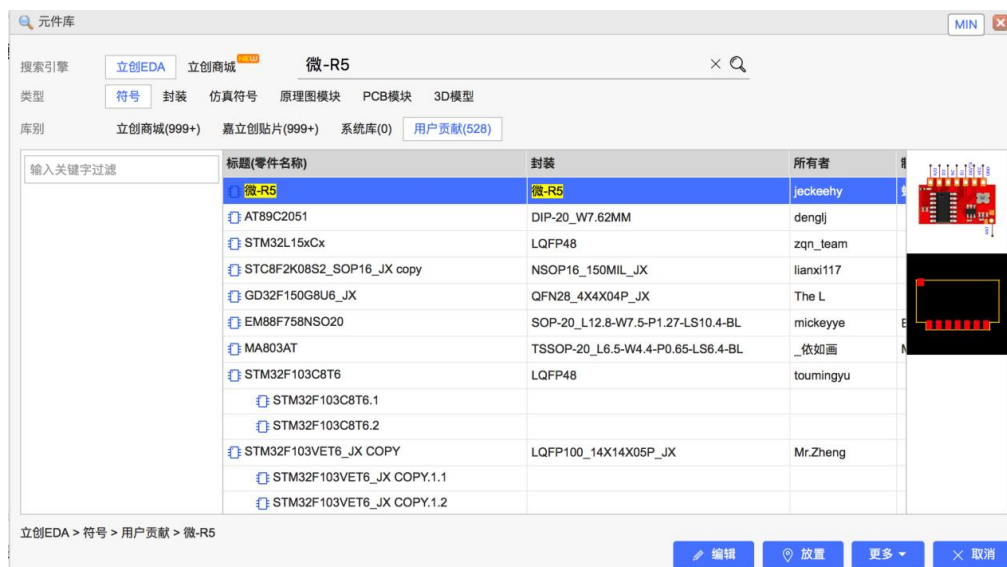 元件库 MIN
搜索引擎 立创EDA 立创商城 NEW 微-R5
类型 符号 封装 仿真符号 原理图模块 PCB模块 3D模型
库别 立创商城(999+) 嘉立创贴片(999+) 系统库(0) 用户贡献(528)
输入关键字过滤
标题(零件名称) 封装 所有者
微-R5 微-R5 jeckeehy
AT89C2051 DIP-20_W7.62MM denglj
STM32L15xCx LQFP48 zqn_team
STC8F2K08S2_SOP16_JX copy NSOP16_150MIL_JX lianxi117
GD32F150G8U6_JX QFN28_4X4X04P_JX The L
EM88F758NSO20 SOP-20_L12.8-W7.5-P1.27-LS10.4-BL mickeyye
MA803AT TSSOP-20_L6.5-W4.4-P0.65-LS6.4-BL _依如画
STM32F103C8T6 LQFP48 toumingyu
STM32F103C8T6.1
STM32F103C8T6.2
STM32F103VET6_JX COPY LQFP100_14X14X05P_JX Mr.Zheng
STM32F103VET6_JX COPY.1.1
STM32F103VET6_JX COPY.1.2
立创EDA > 符号 > 用户贡献 > 微-R5
编辑 放置 更多 取消